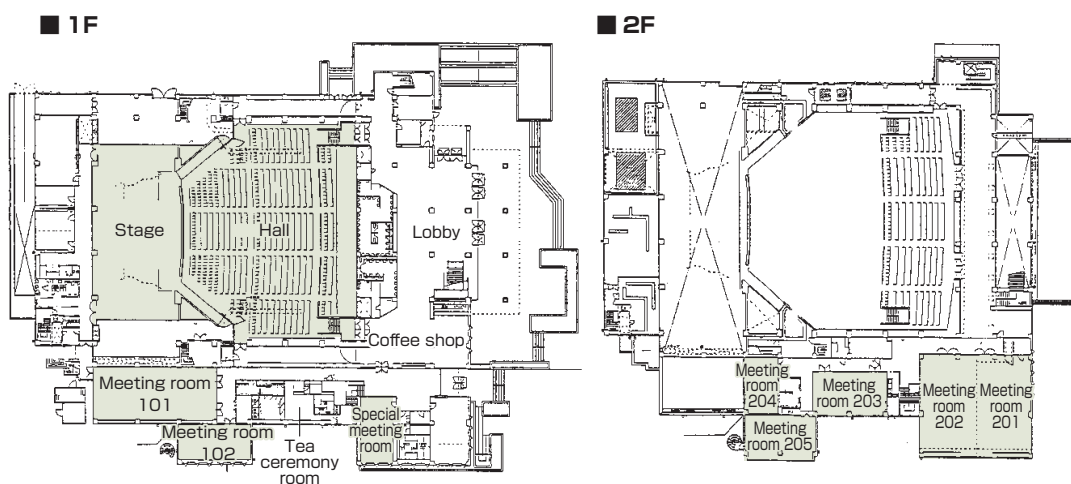 ■ 1F
Stage
Hall
Lobby
Coffee shop
Meeting room
101
Meeting room
102
Tea
ceremony
room
Special
meeting
room
■ 2F
Meeting
room
204
Meeting
room 203
Meeting
room 205
Meeting
room
202
Meeting
room
201